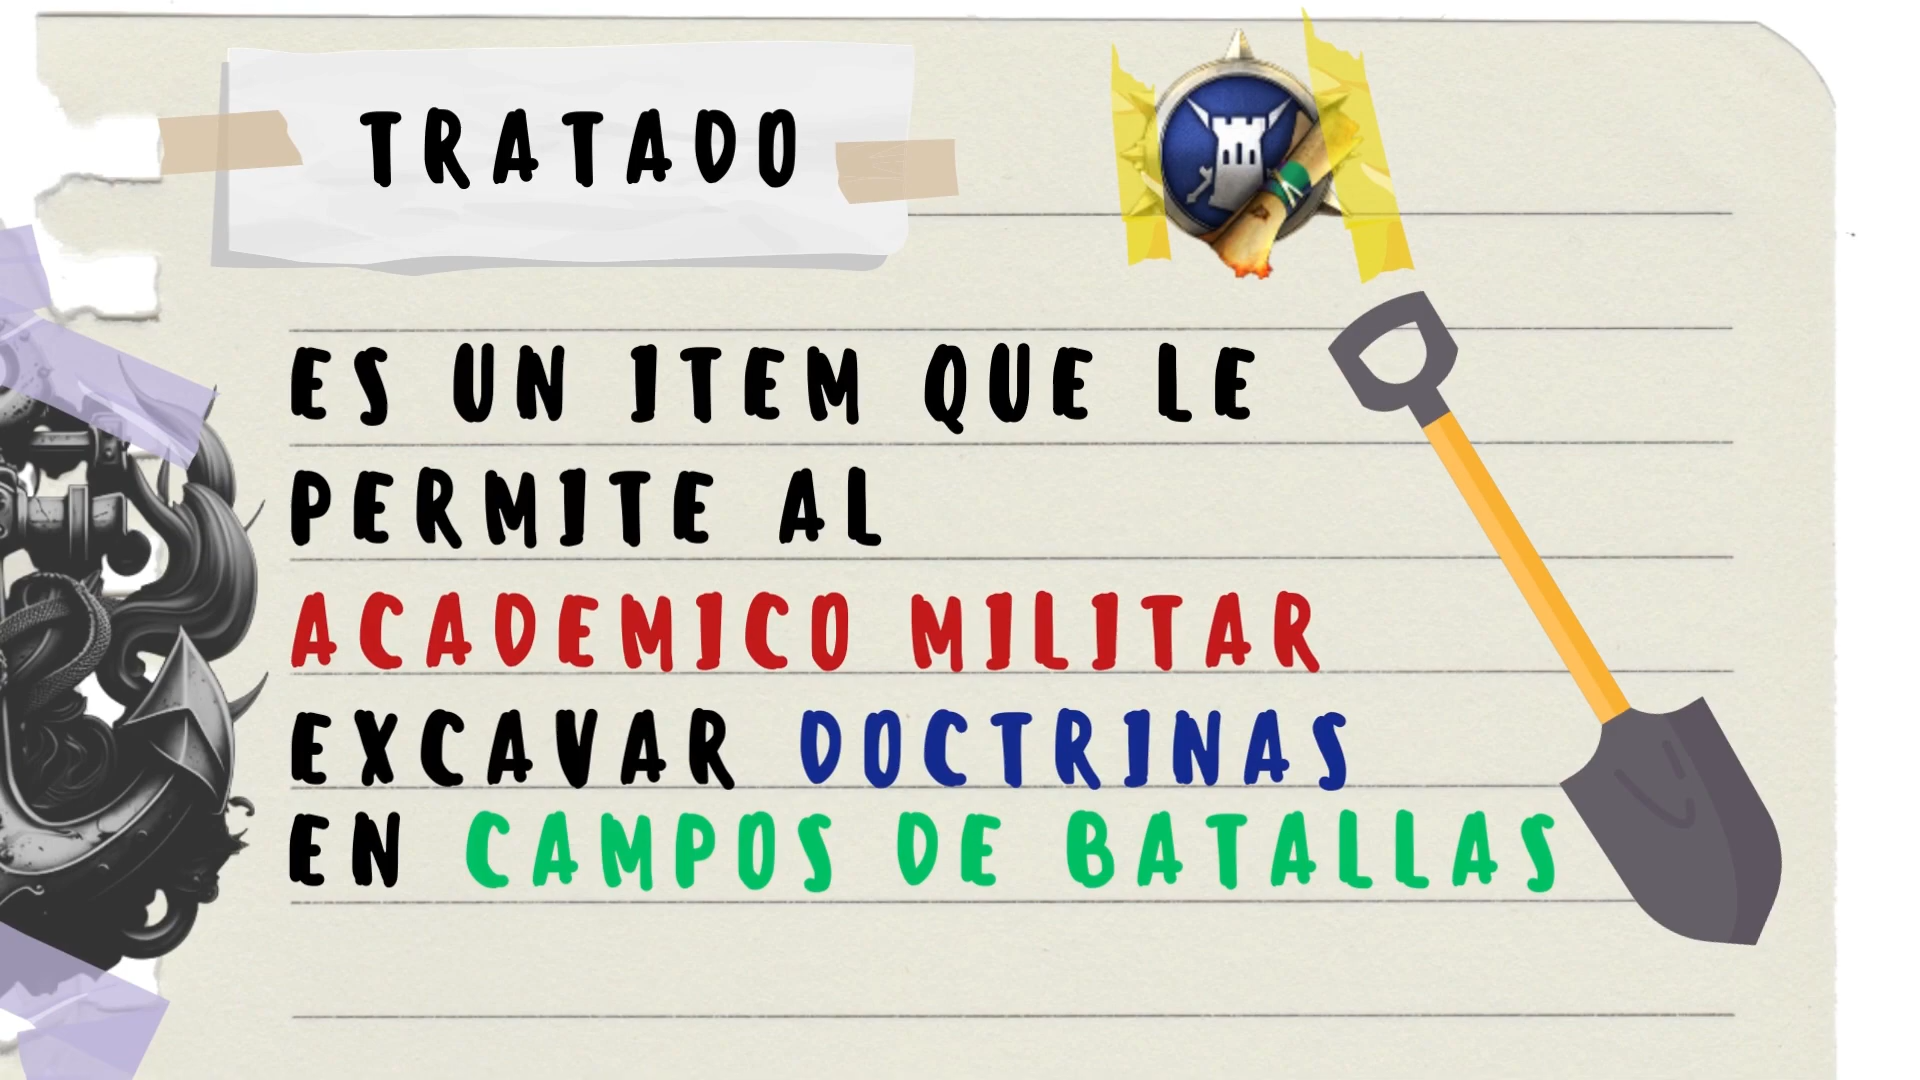 TRATADO
ES UN ITEM QUE LE
PERMITE AL
ACADEMICO MILITAR
EXCAVAR DOCTRINAS
EN CAMPOS DE BATALLAS